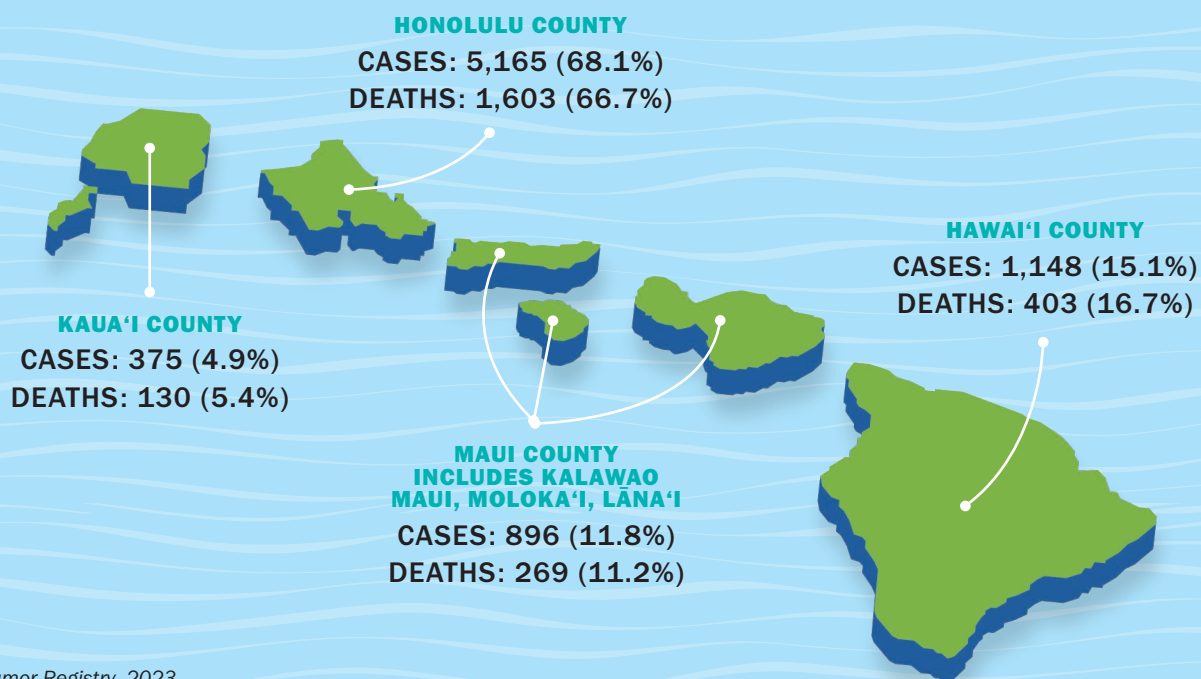 HONOLULU COUNTY
CASES: 5,165 (68.1%)
DEATHS: 1,603 (66.7%)
HAWAIʻI COUNTY
CASES: 1,148 (15.1%)
DEATHS: 403 (16.7%)
KAUAʻI COUNTY
CASES: 375 (4.9%)
DEATHS: 130 (5.4%)
MAUI COUNTY
INCLUDES KALAWAO
MAUI, MOLOKAʻI, LĀNAʻI
CASES: 896 (11.8%)
DEATHS: 269 (11.2%)
Registry, 2023